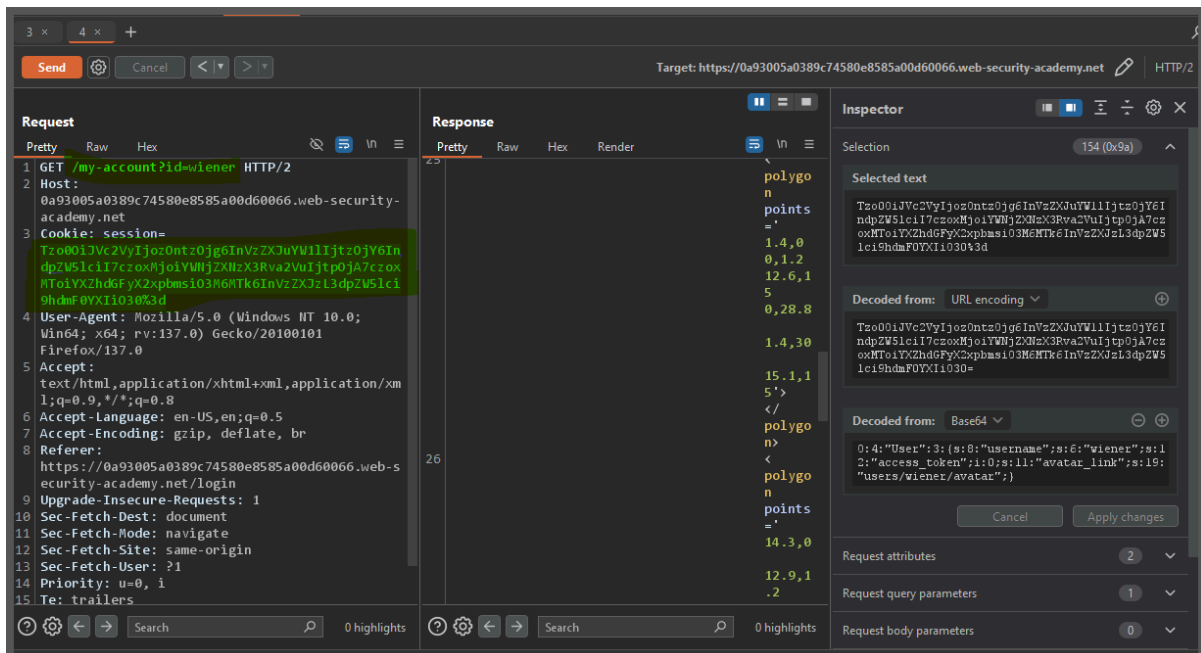 3 ×
4 ×
+
Send
Cancel
Target: https://0a93005a0389c74580e8585a00d60066.web-security-academy.net
HTTP/2
Request
Pretty Raw Hex
\n
1 GET /my-account?id=wiener HTTP/2
2 Host:
0a93005a0389c74580e8585a00d60066.web-security-
academy.net
3 Cookie: session=
Tzo0OiJVc2VyIjozOntzOjg6InVzZXJuYW1lIjtzOjY6In
dpZW5lciI7czoxMjoiYWNjZXNzX3Rva2VuIjtpOjA7czox
MToiYXZhdGFyX2xpbmsiO3M6MTk6InVzZXJzL3dpZW5lci
9hdmF0YXIiO30%3d
4 User-Agent: Mozilla/5.0 (Windows NT 10.0;
Win64; x64; rv:137.0) Gecko/20100101
Firefox/137.0
5 Accept:
text/html,application/xhtml+xml,application/xm
l;q=0.9,*/*;q=0.8
6 Accept-Language: en-US,en;q=0.5
7 Accept-Encoding: gzip, deflate, br
8 Referer:
https://0a93005a0389c74580e8585a00d60066.web-s
ecurity-academy.net/login
9 Upgrade-Insecure-Requests: 1
10 Sec-Fetch-Dest: document
11 Sec-Fetch-Mode: navigate
12 Sec-Fetch-Site: same-origin
13 Sec-Fetch-User: ?1
14 Priority: u=0, i
15 Te: trailers
Search
0 highlights
Response
Pretty Raw Hex Render
\n
25
<
polygo
n
points
='
1.4,0
0,1.2
12.6,1
5
0,28.8
1.4,30
15.1,1
5'>
</
polygo
n>
26
<
polygo
n
points
='
14.3,0
12.9,1
.2
Search
0 highlights
Inspector
Selection
154 (0x9a)
Selected text
Tzo0OiJVc2VyIjozOntzOjg6InVzZXJuYW1lIjtzOjY6I
ndpZW5lciI7czoxMjoiYWNjZXNzX3Rva2VuIjtpOjA7cz
oxMToiYXZhdGFyX2xpbmsiO3M6MTk6InVzZXJzL3dpZW5
lci9hdmF0YXIiO30%3d
Decoded from: URL encoding
Tzo0OiJVc2VyIjozOntzOjg6InVzZXJuYW1lIjtzOjY6I
ndpZW5lciI7czoxMjoiYWNjZXNzX3Rva2VuIjtpOjA7cz
oxMToiYXZhdGFyX2xpbmsiO3M6MTk6InVzZXJzL3dpZW5
lci9hdmF0YXIiO30=
Decoded from: Base64
O:4:"User":3:{s:8:"username";s:6:"wiener";s:1
2:"access_token";i:0;s:11:"avatar_link";s:19:
"users/wiener/avatar";}
Cancel
Apply changes
Request attributes
2
Request query parameters
1
Request body parameters
0